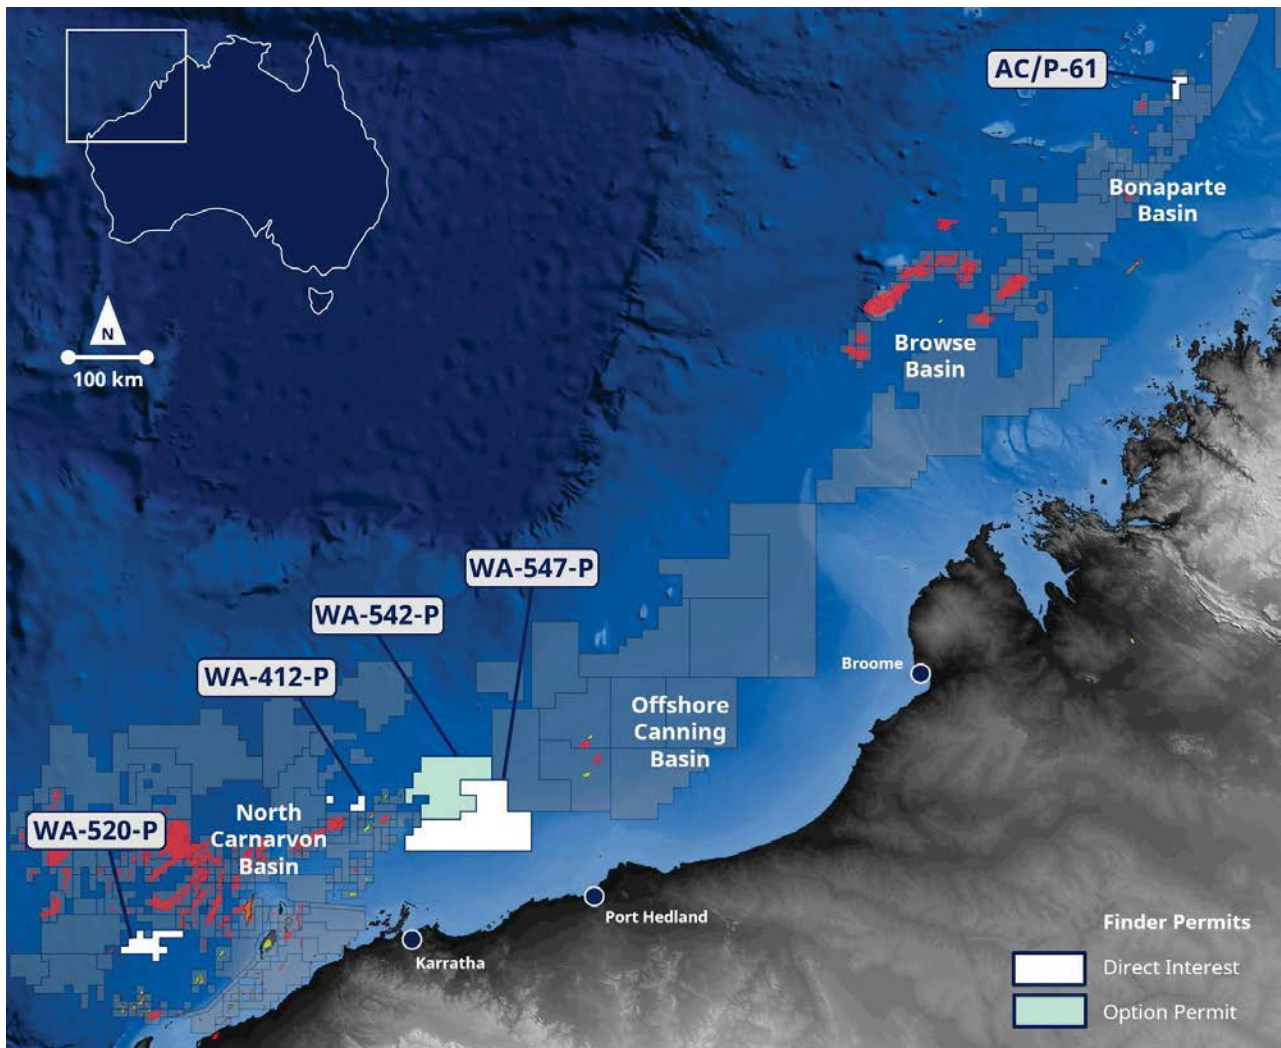 AC/P-61
Bonaparte
Basin
N
100 km
Browse
Basin
WA-547-P
WA-542-P
WA-412-P
Broome
Offshore
Canning
Basin
North
Carnarvon
Basin
WA-520-P
Port Hedland
Karratha
Finder Permits
Direct Interest
Option Permit